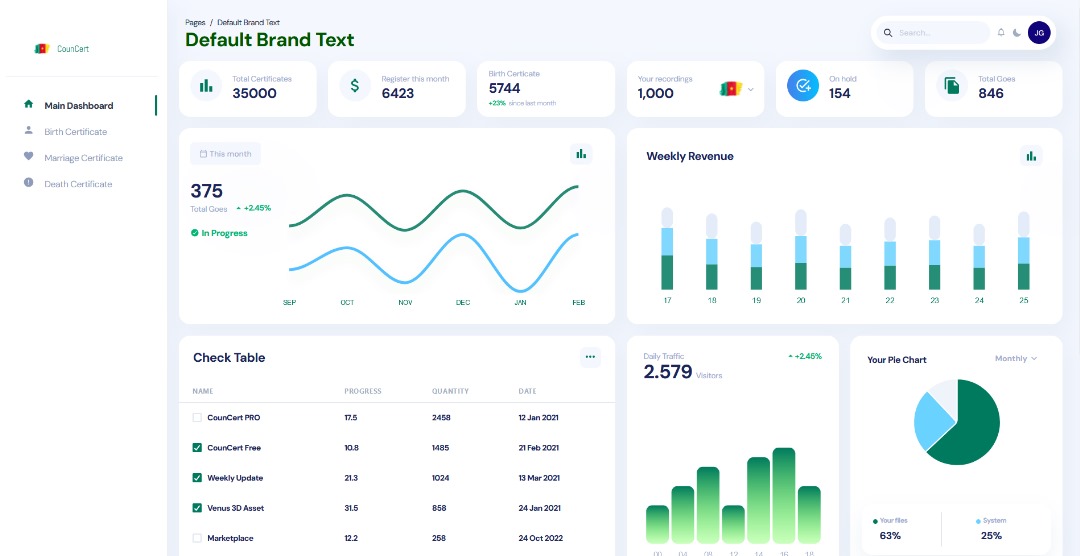 CounCert
Main Dashboard
Birth Certificate
Marriage Certificate
Death Certificate
Pages / Default Brand Text
Default Brand Text
Search...
JG
Total Certificates
35000
Register this month
6423
Birth Certicate
5744
+23% since last month
Your recordings
1,000
On hold
154
Total Goes
846
This month
375
Total Goes +2.45%
In Progress
SEP OCT NOV DEC JAN FEB
Weekly Revenue
17 18 19 20 21 22 23 24 25
Check Table
NAME PROGRESS QUANTITY DATE
CounCert PRO 17.5 2458 12 Jan 2021
CounCert Free 10.8 1485 21 Feb 2021
Weekly Update 21.3 1024 13 Mar 2021
Venus 3D Asset 31.5 858 24 Jan 2021
Marketplace 12.2 258 24 Oct 2022
Daily Traffic +2.45%
2.579 Visitors
00 04 08 12 14 16 18
Your Pie Chart Monthly
Your files System
63% 25%